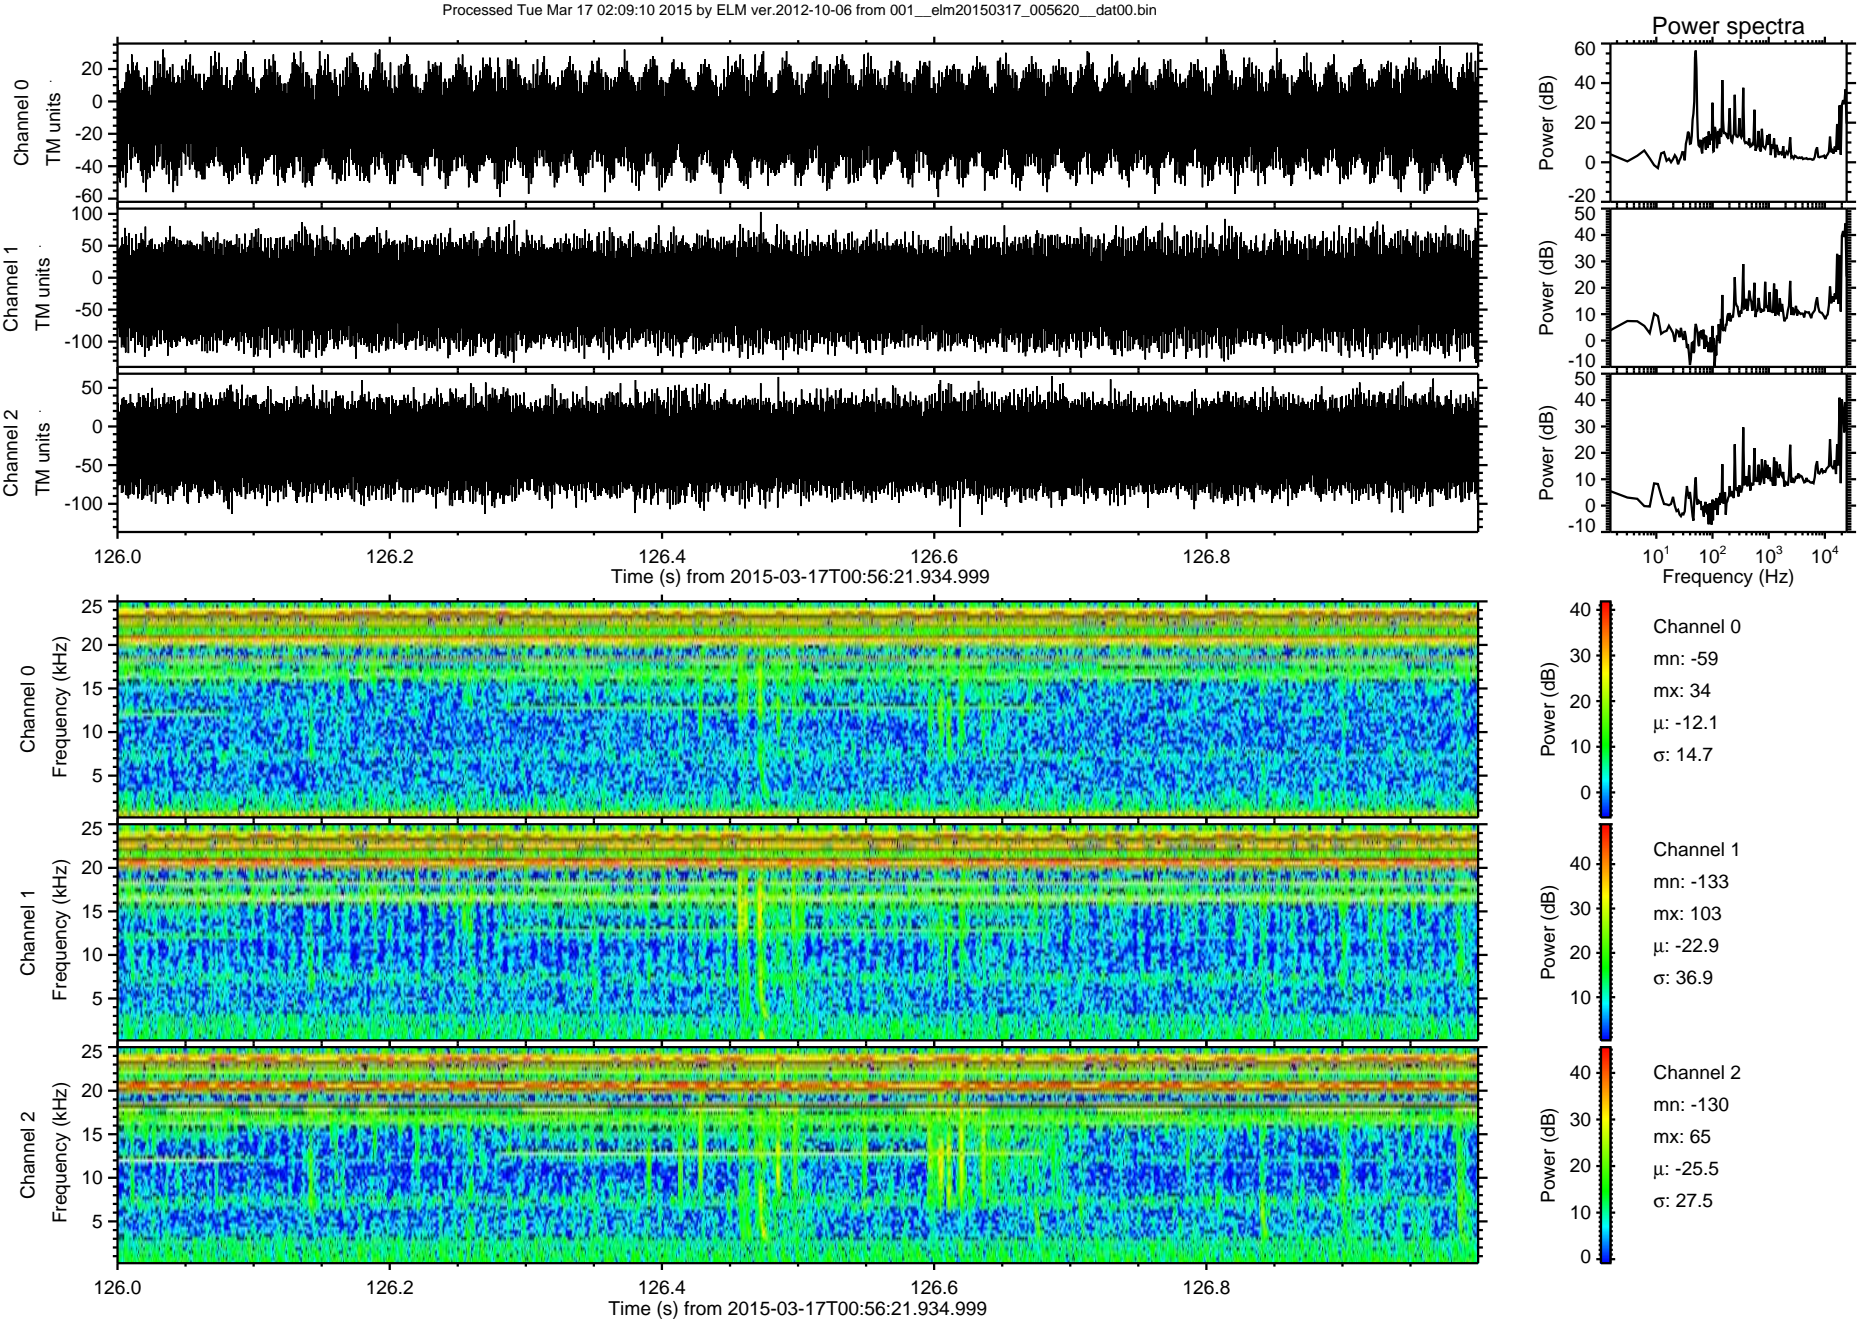 Processed Tue Mar 17 02:09:10 2015 by ELM ver.2012-10-06 from 001__elm20150317_005620__dat00.bin
Power spectra
Channel 0
TM units
20
0
-20
-40
-60
Power (dB)
60
40
20
0
-20
Channel 1
TM units
100
50
0
-50
-100
Power (dB)
50
40
30
20
10
0
-10
Channel 2
TM units
50
0
-50
-100
Power (dB)
50
40
30
20
10
0
-10
126.0 126.2 126.4 126.6 126.8
Time (s) from 2015-03-17T00:56:21.934.999
10¹ 10² 10³ 10⁴
Frequency (Hz)
Channel 0
Frequency (kHz)
25
20
15
10
5
Power (dB)
40
30
20
10
0
Channel 0
mn: -59
mx: 34
µ: -12.1
σ: 14.7
Channel 1
Frequency (kHz)
25
20
15
10
5
Power (dB)
40
30
20
10
Channel 1
mn: -133
mx: 103
µ: -22.9
σ: 36.9
Channel 2
Frequency (kHz)
25
20
15
10
5
Power (dB)
40
30
20
10
0
Channel 2
mn: -130
mx: 65
µ: -25.5
σ: 27.5
126.0 126.2 126.4 126.6 126.8
Time (s) from 2015-03-17T00:56:21.934.999